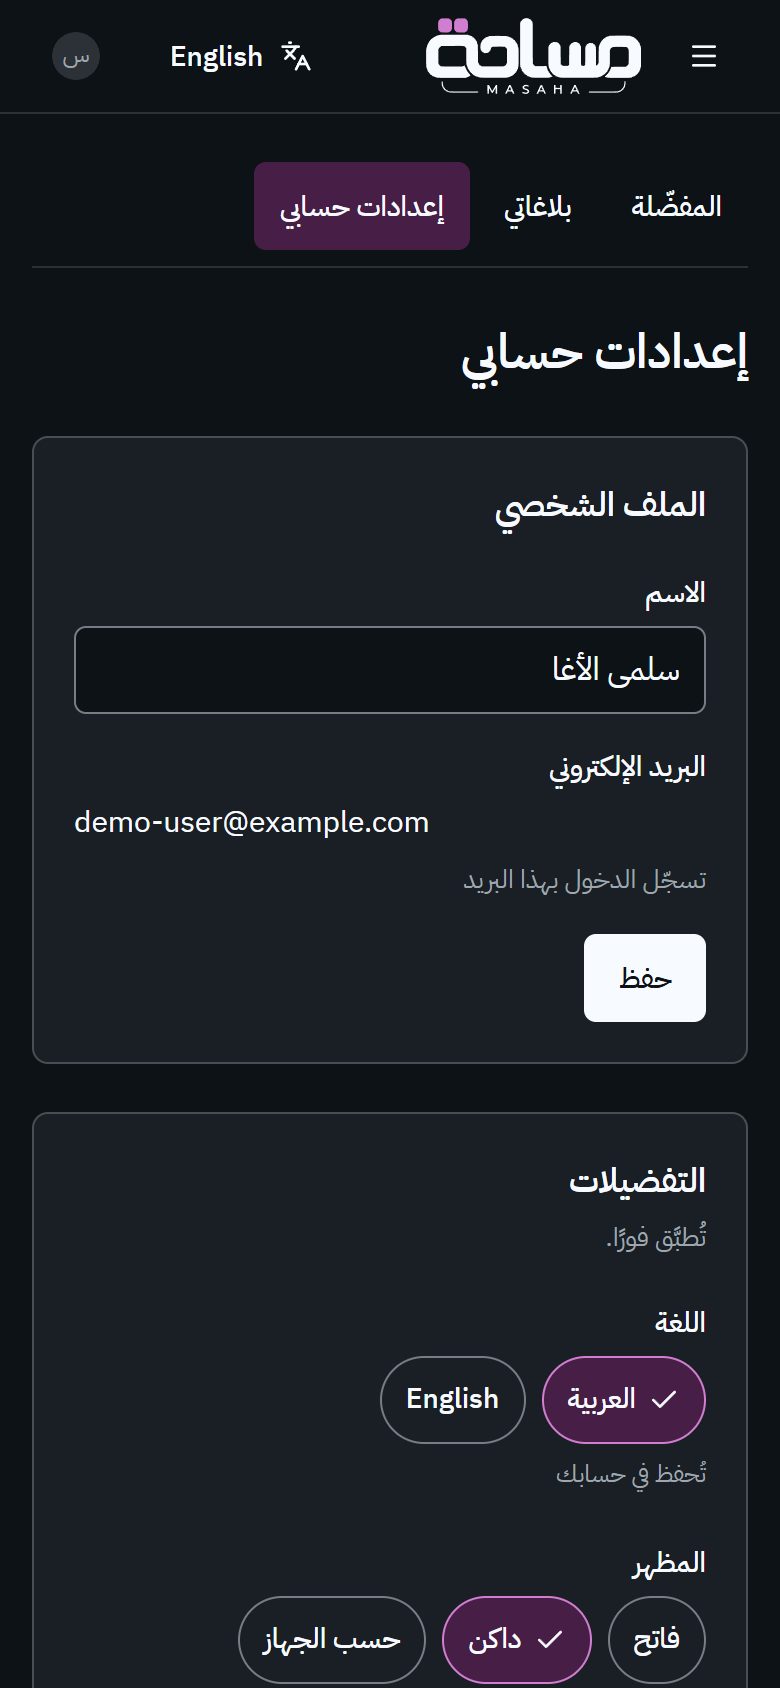 مساحة
MASAHA
English
س
المفضّلة
بلاغاتي
إعدادات حسابي
إعدادات حسابي
الملف الشخصي
الاسم
سلمى الأغا
البريد الإلكتروني
demo-user@example.com
تسجّل الدخول بهذا البريد
حفظ
التفضيلات
تُطبَّق فورًا.
اللغة
العربية
English
تُحفظ في حسابك
المظهر
فاتح
داكن
حسب الجهاز